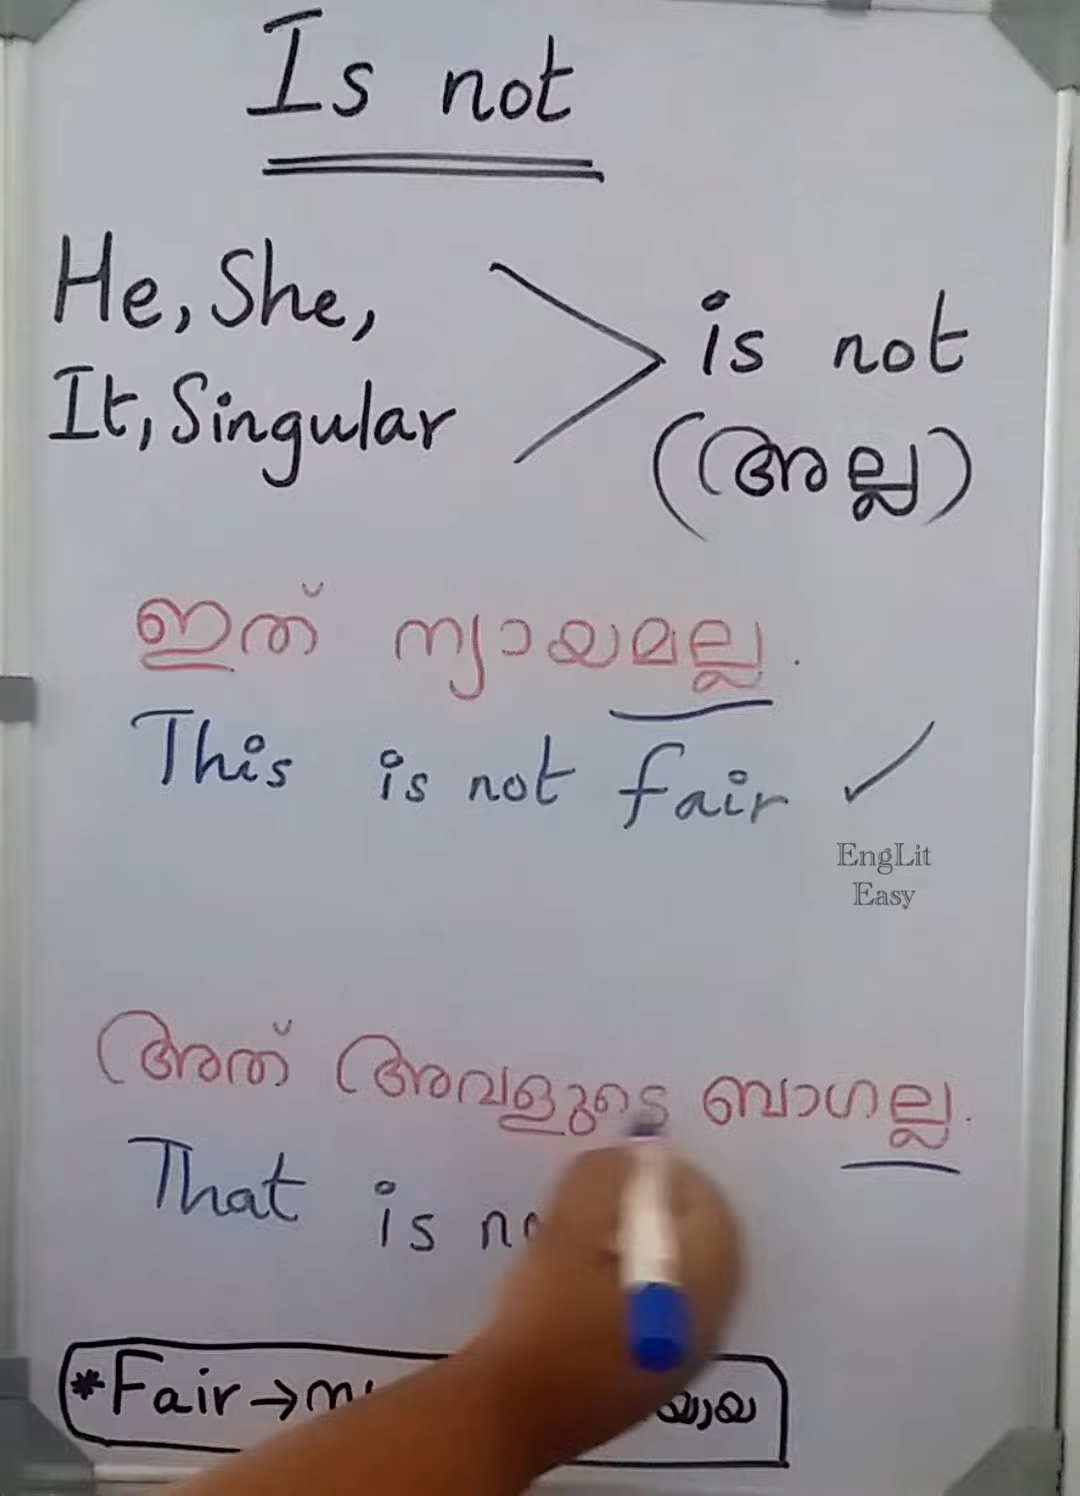 Is not
He, She,
It, Singular
is not
(അല്ല)
ഇത് ന്യായമല്ല.
This is not fair ✓
EngLit
Easy
അത് അവളുടെ ബാഗല്ല.
That is
*Fair →